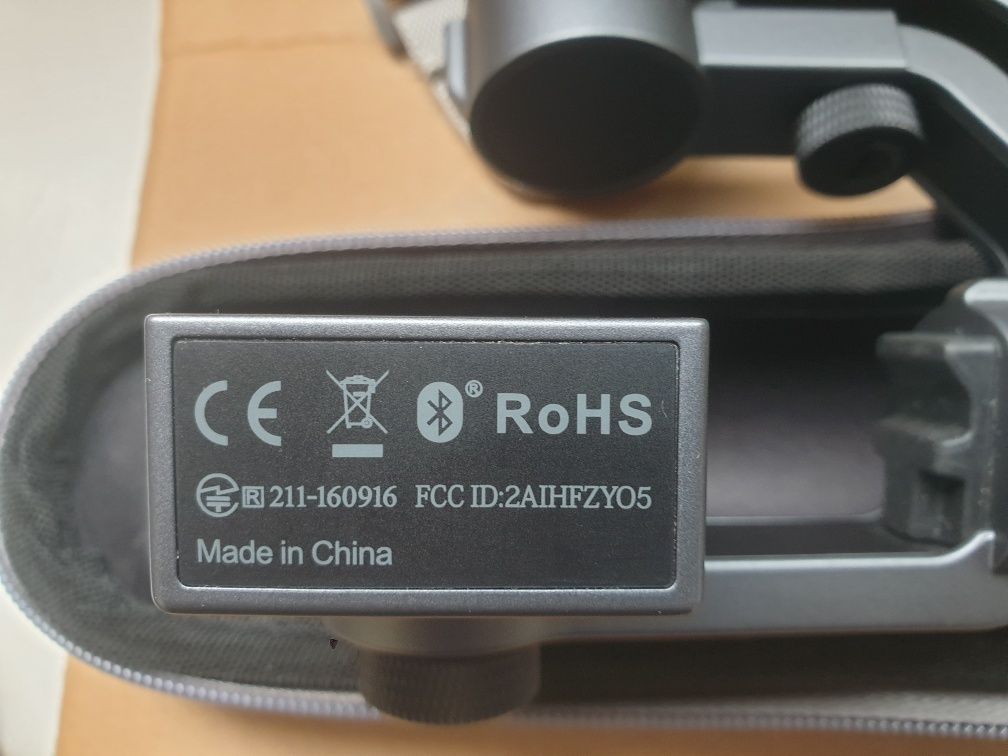 CE ® RoHS
R 211-160916 FCC ID:2AIHFZYO5
Made in China